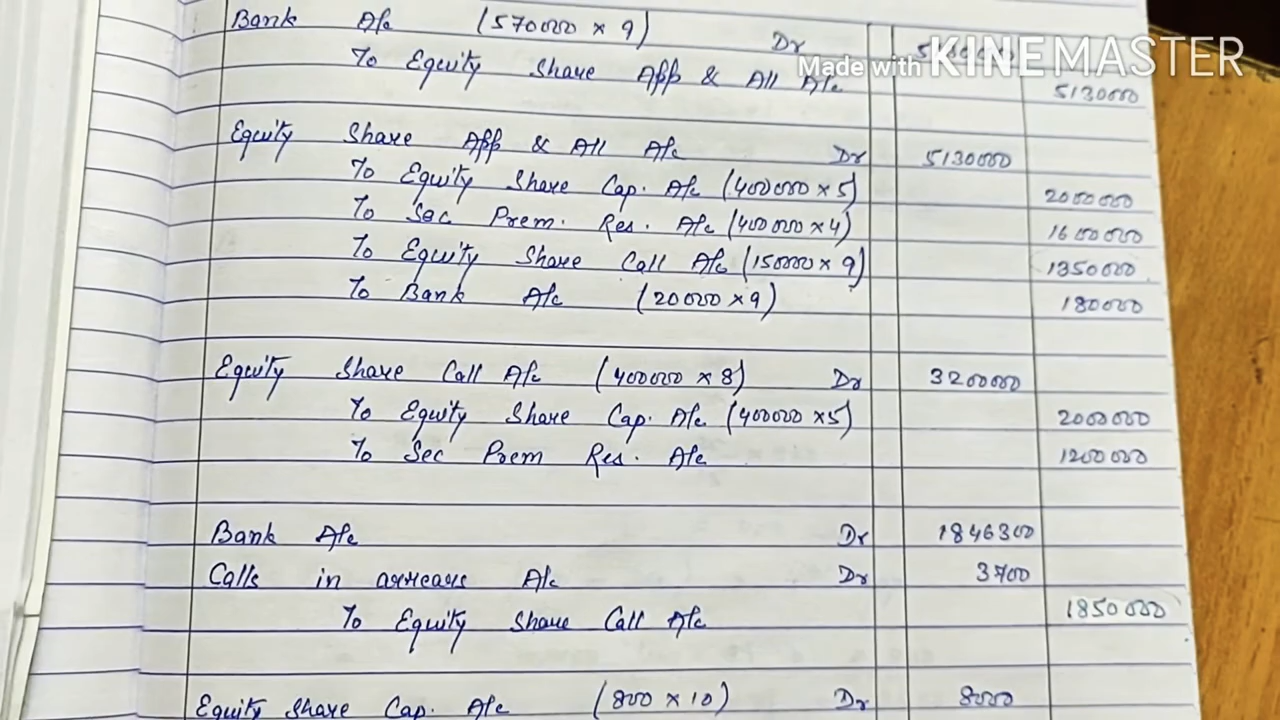 Bank A/c (570000 × 9) Dr
Made with KINEMASTER
To Equity Share App & All A/c 5130000
Equity Share App & All A/c Dr 5130000
To Equity Share Cap. A/c (400000 × 5) 2000000
To Sec Prem. Res. A/c (400000 × 4) 1600000
To Equity Share Call A/c (150000 × 9) 1350000
To Bank A/c (20000 × 9) 180000
Equity Share Call A/c (400000 × 8) Dr 3200000
To Equity Share Cap. A/c (400000 × 5) 2000000
To Sec Prem Res. A/c 1200000
Bank A/c Dr 1846300
Calls in arrears A/c Dr 3700
To Equity Share Call A/c 1850000
Equity Share Cap. A/c (800 × 10) Dr 8000